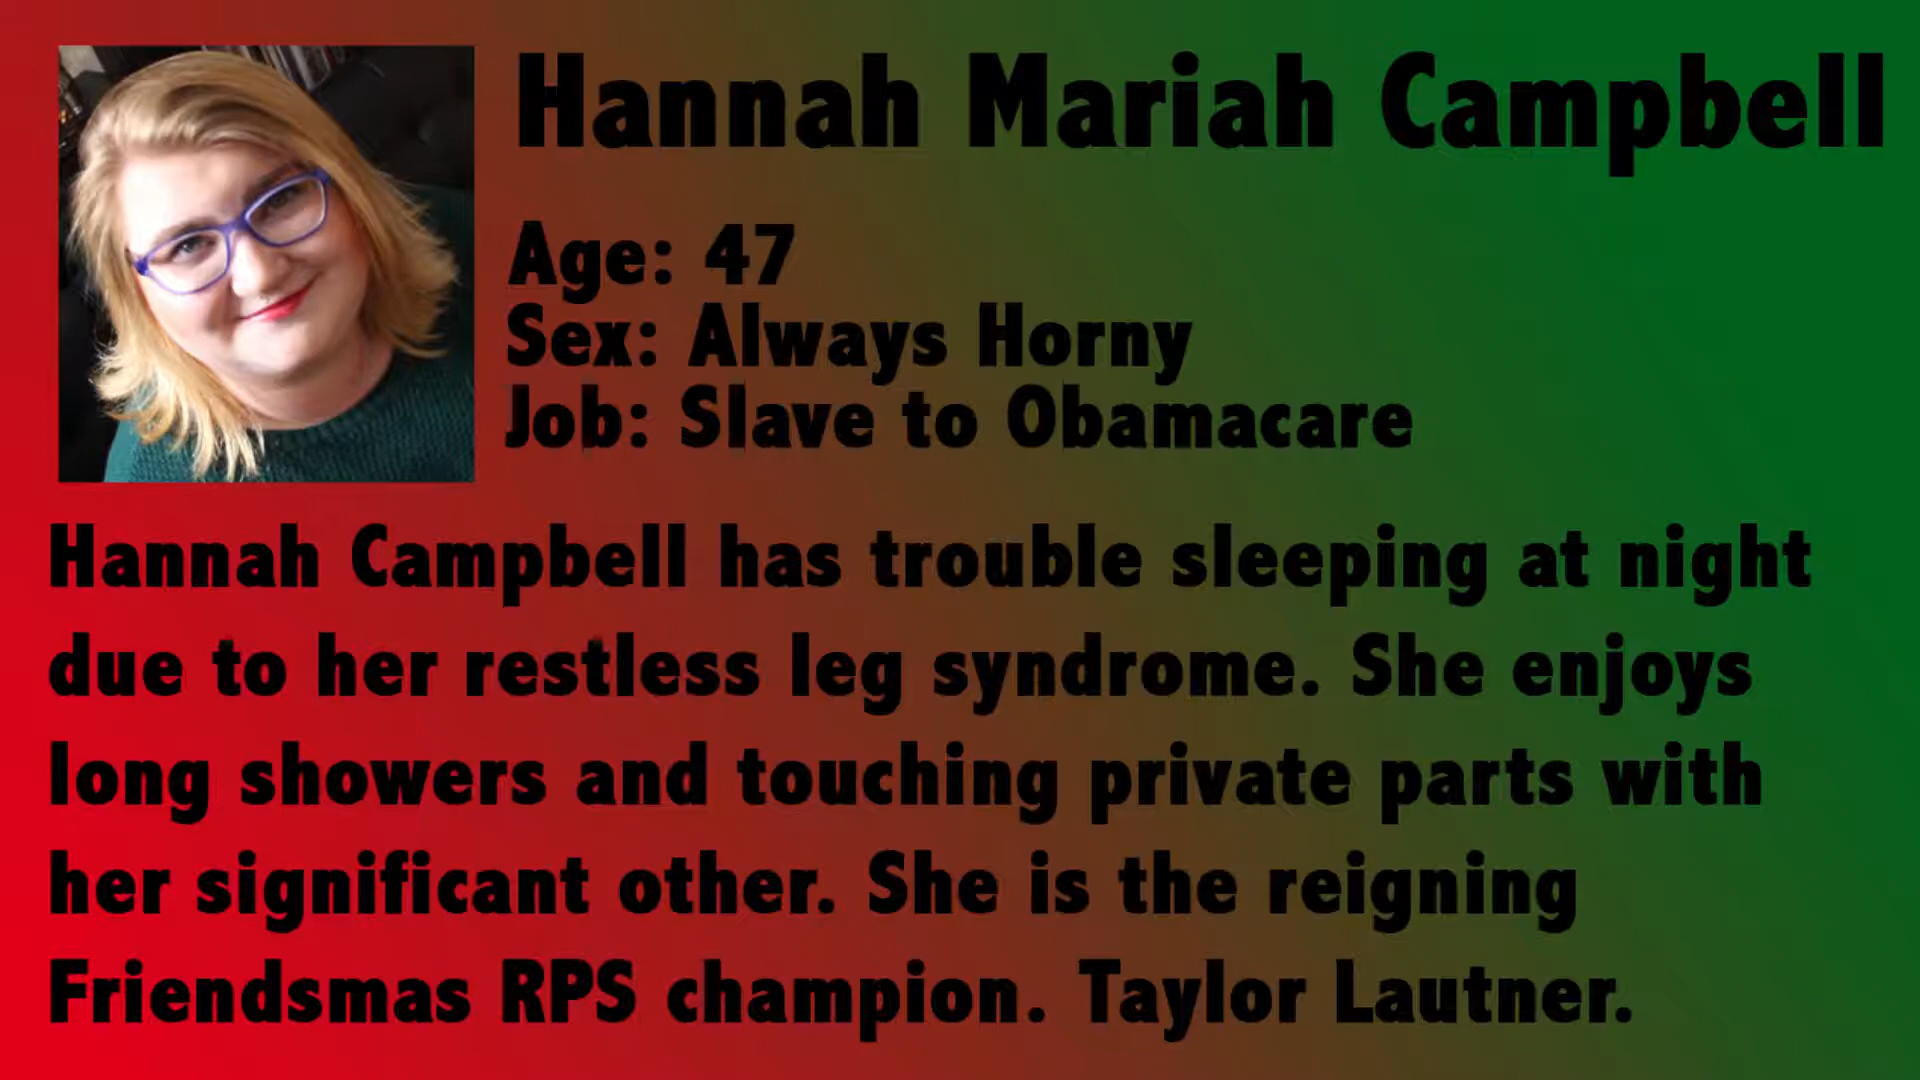 Hannah Mariah Campbell
Age: 47
Sex: Always Horny
Job: Slave to Obamacare
Hannah Campbell has trouble sleeping at night
due to her restless leg syndrome. She enjoys
long showers and touching private parts with
her significant other. She is the reigning
Friendsmas RPS champion. Taylor Lautner.